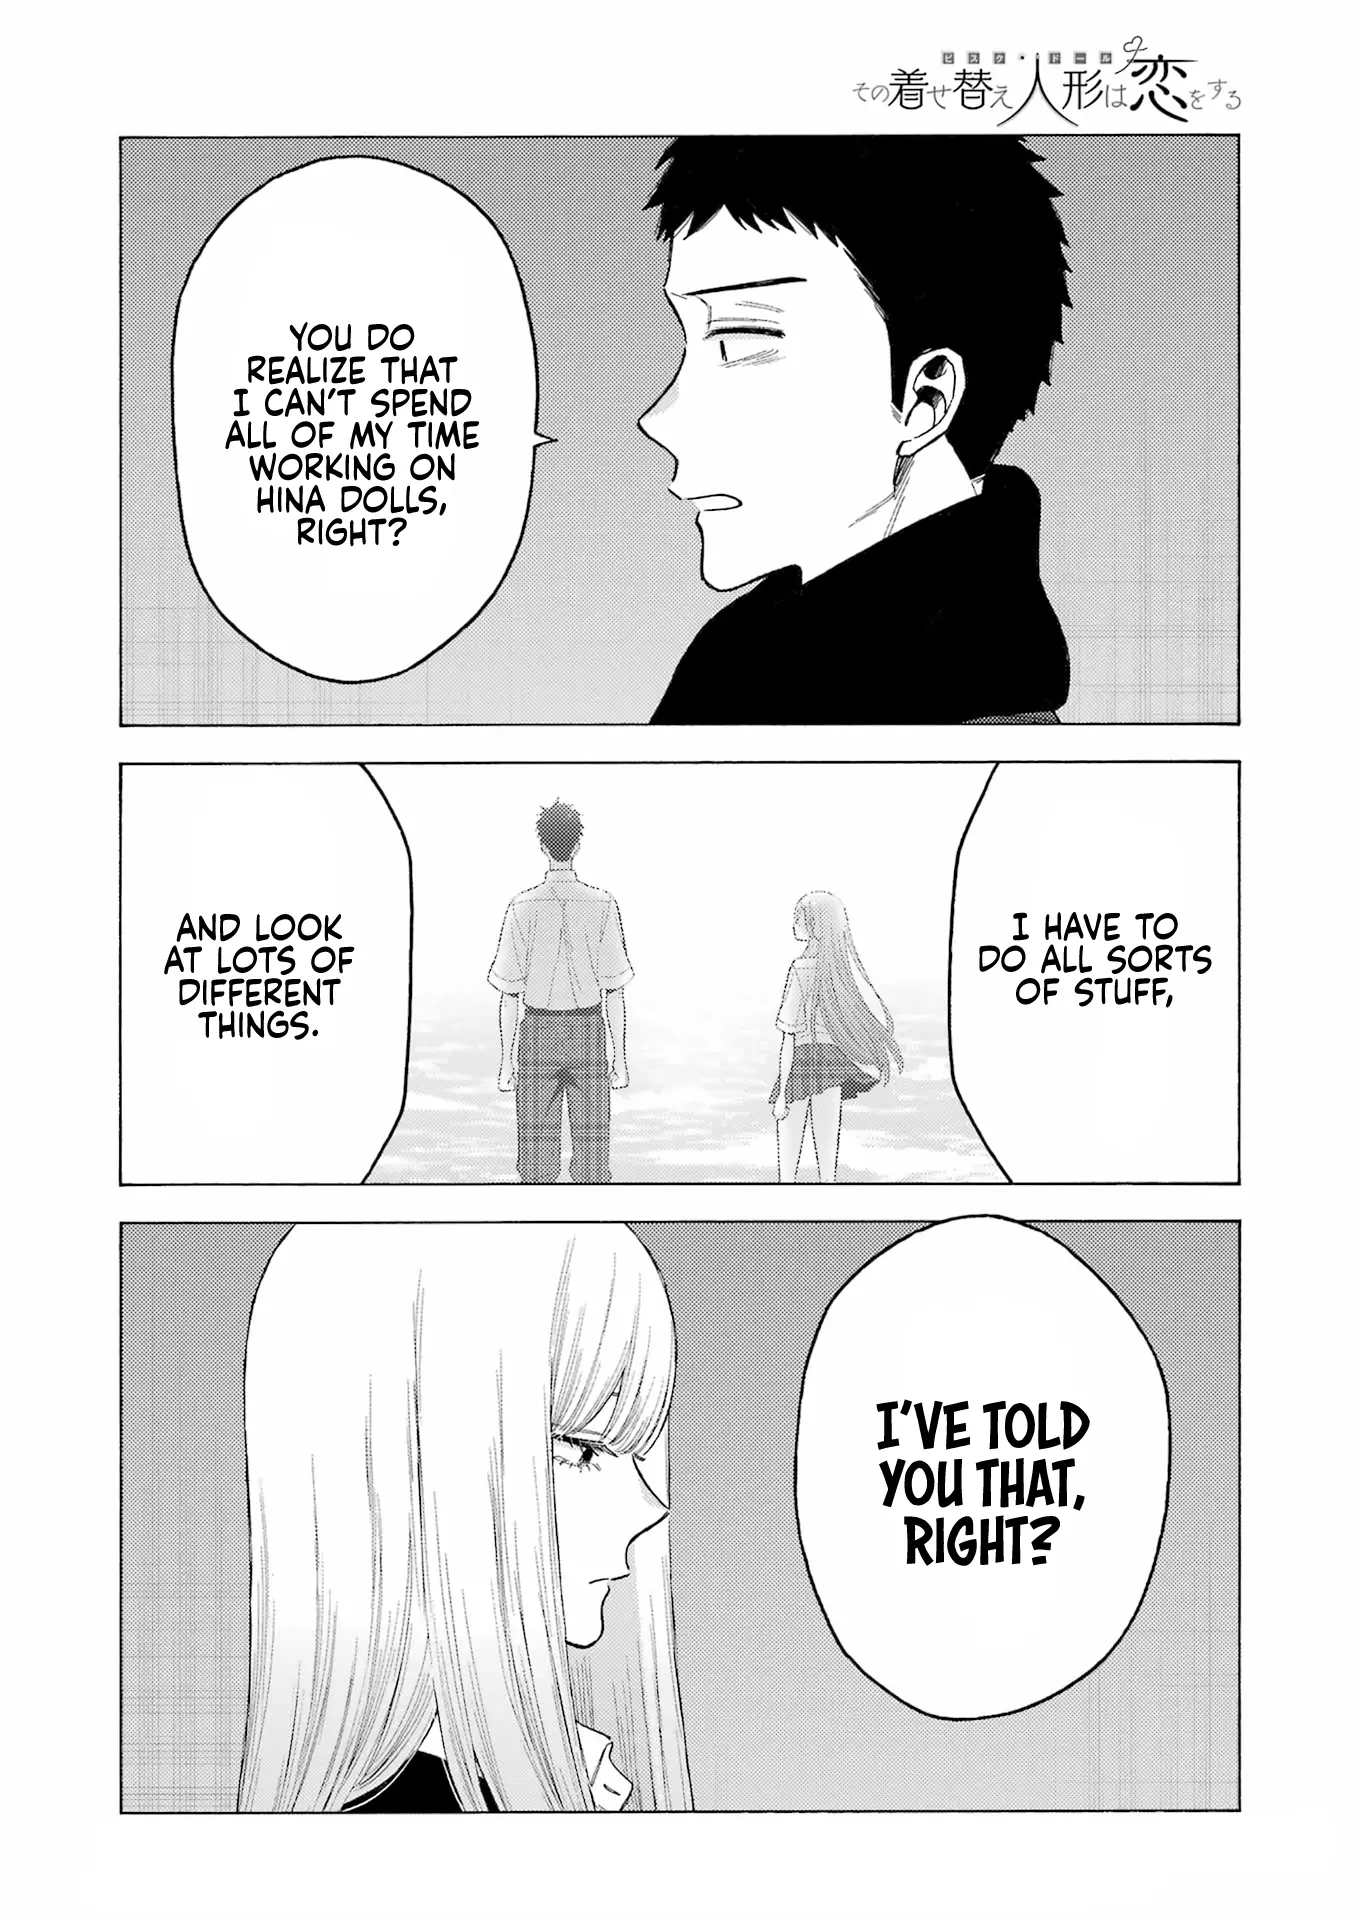 ビスク・ドール
その着せ替え人形は恋をする
YOU DO
REALIZE THAT
I CAN'T SPEND
ALL OF MY TIME
WORKING ON
HINA DOLLS,
RIGHT?
I HAVE TO
DO ALL SORTS
OF STUFF,
AND LOOK
AT LOTS OF
DIFFERENT
THINGS.
I'VE TOLD
YOU THAT,
RIGHT?